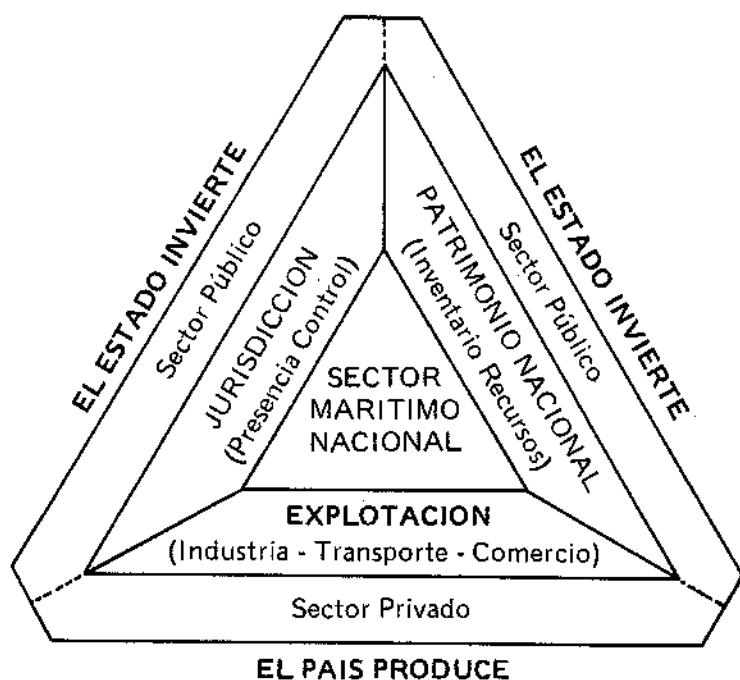 EL ESTADO INVIERTE
Sector Público
JURISDICCION
(Presencia Control)
EL ESTADO INVIERTE
Sector Público
PATRIMONIO NACIONAL
(Inventario Recursos)
SECTOR
MARITIMO
NACIONAL
EXPLOTACION
(Industria - Transporte - Comercio)
Sector Privado
EL PAIS PRODUCE